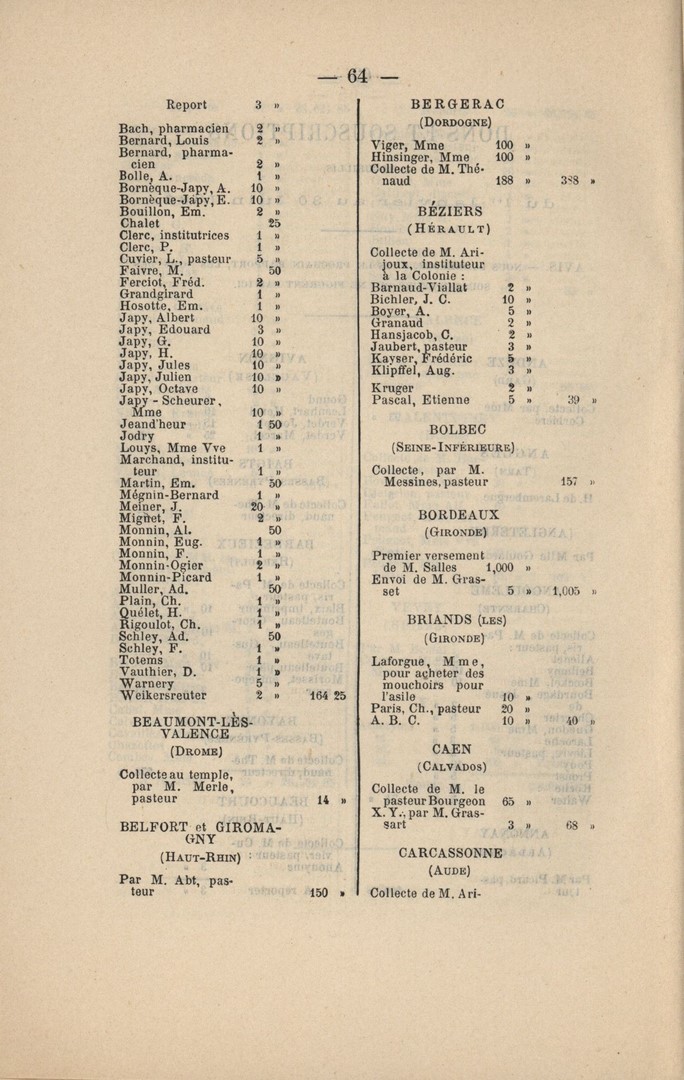 — 64 —
Report 3 »
Bach, pharmacien 2 »
Bernard, Louis 2 »
Bernard, pharma-
cien 2 »
Bolle, A. 1 »
Bornèque-Japy, A. 10 »
Bornèque-Japy, E. 10 »
Bouillon, Em. 2 »
Chalet 25
Clerc, institutrices 1 »
Clerc, P. 1 »
Cuvier, L., pasteur 5 »
Faivre, M. 50
Ferciot, Fréd. 2 »
Grandgirard 1 »
Hosotte, Em. 1 »
Japy, Albert 10 »
Japy, Edouard 3 »
Japy, G. 10 »
Japy, H. 10 »
Japy, Jules 10 »
Japy, Julien 10 »
Japy, Octave 10 »
Japy - Scheurer,
Mme 10 »
Jeand'heur 1 50
Jodry 1 »
Louys, Mme Vve 1 »
Marchand, institu-
teur 1 »
Martin, Em. 50
Mégnin-Bernard 1 »
Meiner, J. 20 »
Mignet, F. 2 »
Monnin, Al. 50
Monnin, Eug. 1 »
Monnin, F. 1 »
Monnin-Ogier 2 »
Monnin-Picard 1 »
Muller, Ad. 50
Plain, Ch. 1 »
Quélet, H. 1 »
Rigoulot, Ch. 1 »
Schley, Ad. 50
Schley, F. 1 »
Totems 1 »
Vauthier, D. 1 »
Warnery 5 »
Weikersreuter 2 » 164 25
BEAUMONT-LÈS-
VALENCE
(DROME)
Collecte au temple,
par M. Merle,
pasteur 14 »
BELFORT et GIROMA-
GNY
(HAUT-RHIN)
Par M. Abt, pas-
teur 150 »
BERGERAC
(DORDOGNE)
Viger, Mme 100 »
Hinsinger, Mme 100 »
Collecte de M. Thé-
naud 188 » 388 »
BÉZIERS
(HÉRAULT)
Collecte de M. Ari-
joux, instituteur
à la Colonie :
Barnaud-Viallat 2 »
Bichler, J. C. 10 »
Boyer, A. 5 »
Granaud 2 »
Hansjacob, C. 2 »
Jaubert, pasteur 3 »
Kayser, Frédéric 5 »
Klipffel, Aug. 3 »
Kruger 2 »
Pascal, Etienne 5 » 39 »
BOLBEC
(SEINE-INFÉRIEURE)
Collecte, par M.
Messines, pasteur 157 »
BORDEAUX
(GIRONDE)
Premier versement
de M. Salles 1,000 »
Envoi de M. Gras-
set 5 » 1,005 »
BRIANDS (LES)
(GIRONDE)
Laforgue, Mme,
pour acheter des
mouchoirs pour
l'asile 10 »
Paris, Ch., pasteur 20 »
A. B. C. 10 » 40 »
CAEN
(CALVADOS)
Collecte de M. le
pasteur Bourgeon 65 »
X. Y., par M. Gras-
sart 3 » 68 »
CARCASSONNE
(AUDE)
Collecte de M. Ari-